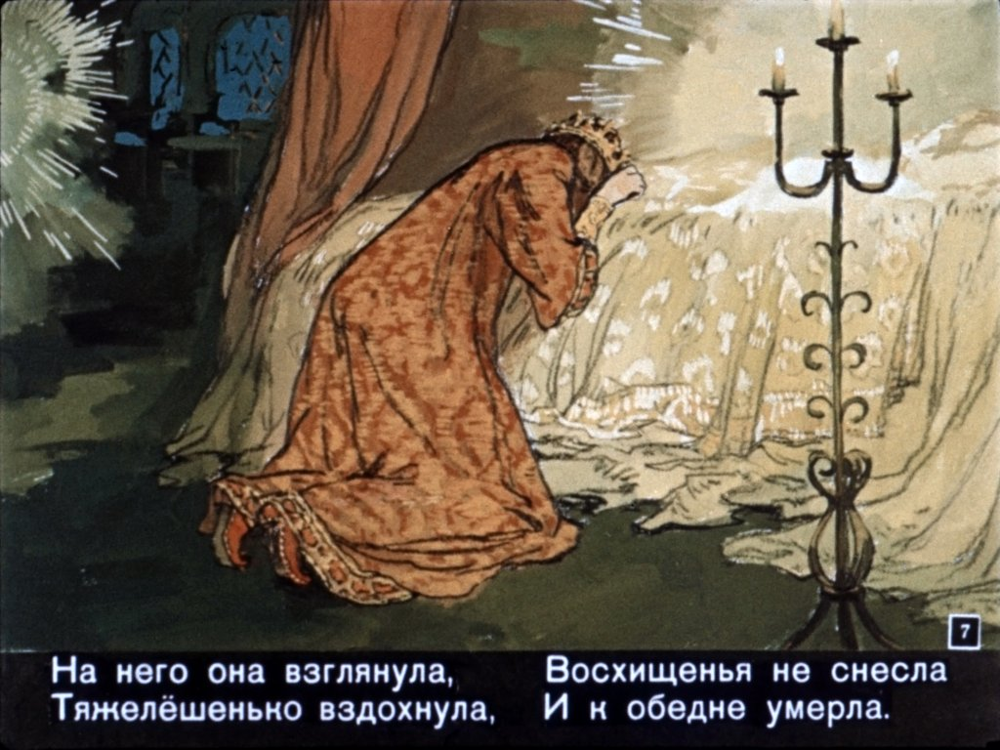 7
На него она взглянула,
Тяжелёшенько вздохнула,
Восхищенья не снесла
И к обедне умерла.